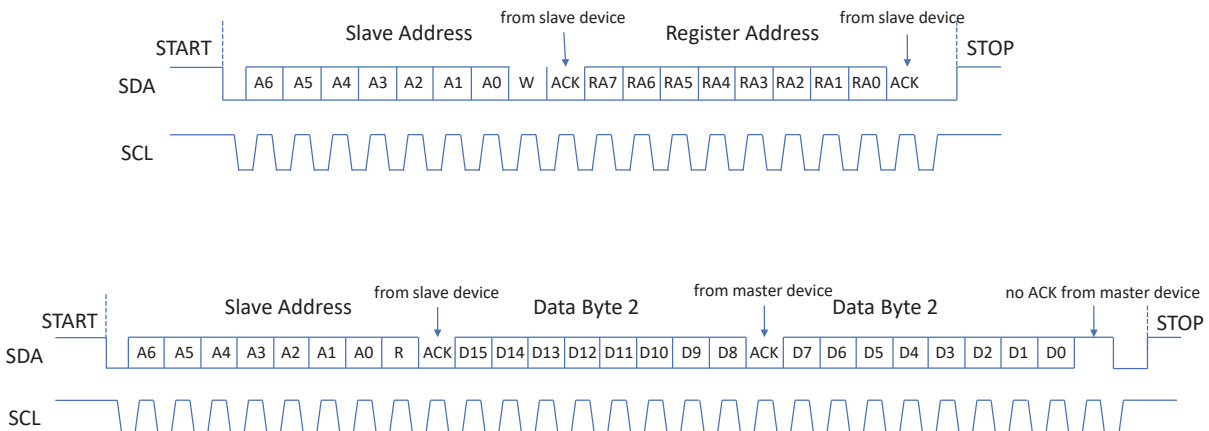 from slave device from slave device
START Slave Address Register Address STOP
SDA A6 A5 A4 A3 A2 A1 A0 W ACK RA7 RA6 RA5 RA4 RA3 RA2 RA1 RA0 ACK
SCL
START Slave Address from slave device Data Byte 2 from master device Data Byte 2 no ACK from master device STOP
SDA A6 A5 A4 A3 A2 A1 A0 R ACK D15 D14 D13 D12 D11 D10 D9 D8 ACK D7 D6 D5 D4 D3 D2 D1 D0
SCL